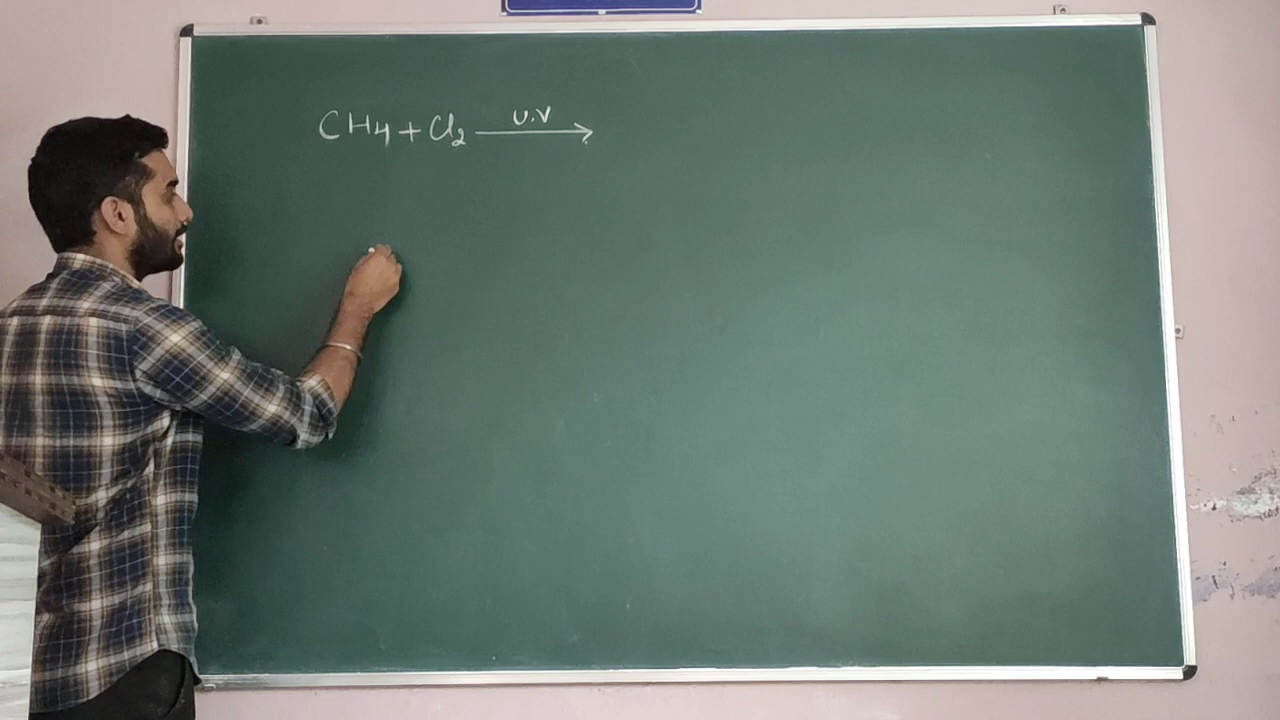 CH4 + Cl2 U.V →